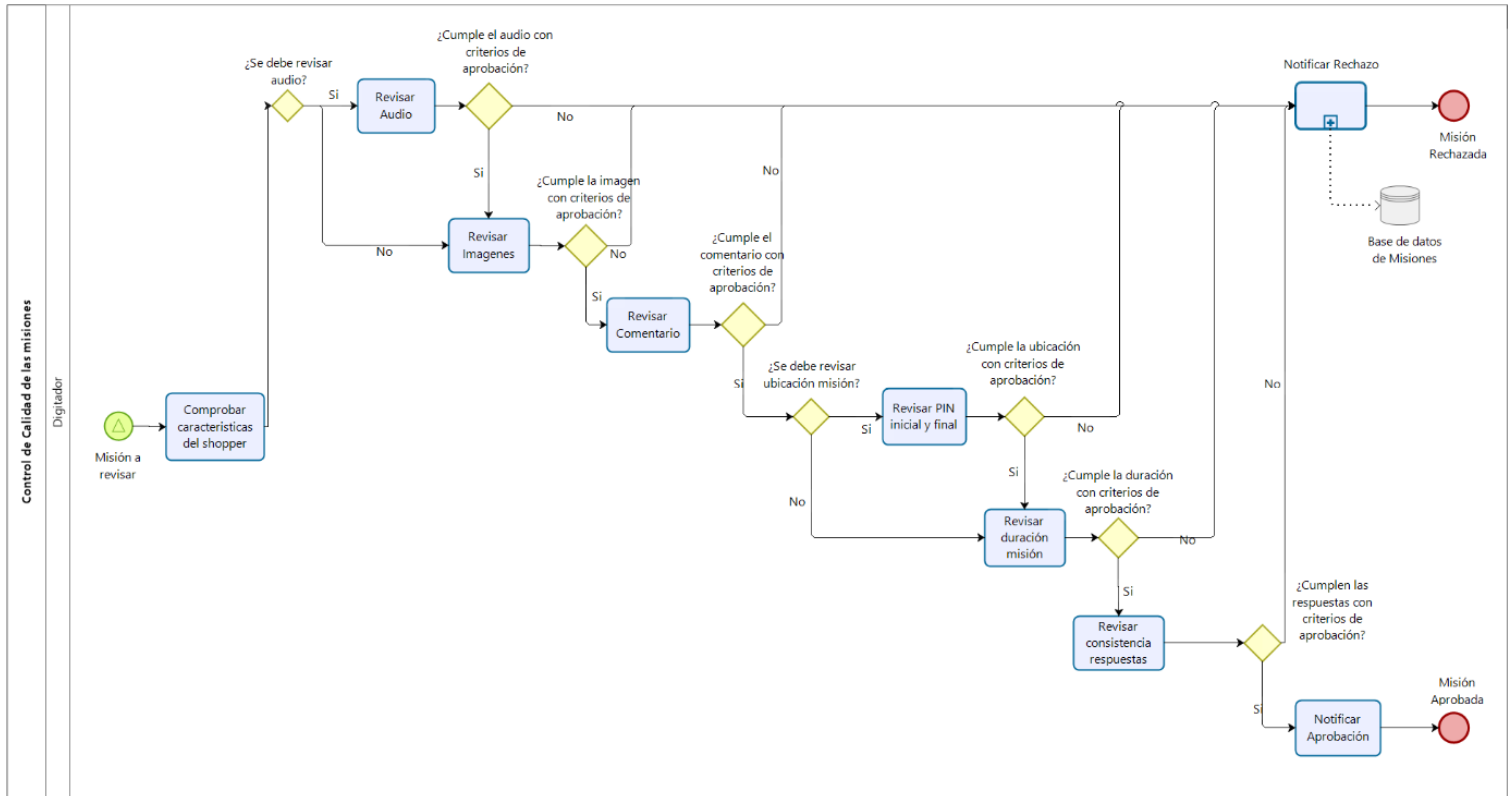 Control de Calidad de las misiones
Digitador
Misión a
revisar
Comprobar
caracteristicas
del shopper
¿Se debe revisar
audio?
Si
No
Revisar
Audio
¿Cumple el audio con
criterios de
aprobación?
No
Si
Revisar
Imagenes
¿Cumple la imagen
con criterios de
aprobación?
No
Si
Revisar
Comentario
¿Cumple el
comentario con
criterios de
aprobación?
No
Si
¿Se debe revisar
ubicación misión?
Si
No
Revisar PIN
inicial y final
¿Cumple la ubicación
con criterios de
aprobación?
No
Si
Revisar
duración
misión
¿Cumple la duración
con criterios de
aprobación?
No
Si
Revisar
consistencia
respuestas
¿Cumplen las
respuestas con
criterios de
aprobación?
No
Si
Notificar Rechazo
Misión
Rechazada
Base de datos
de Misiones
Notificar
Aprobación
Misión
Aprobada